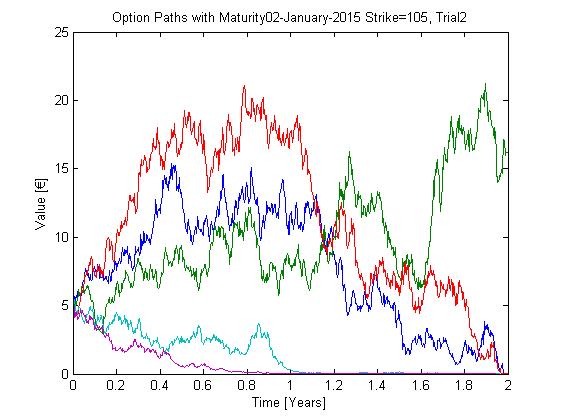 Option Paths with Maturity02-January-2015 Strike=105, Trial2
25
20
15
10
5
0
Value [€]
0 0.2 0.4 0.6 0.8 1 1.2 1.4 1.6 1.8 2
Time [Years]